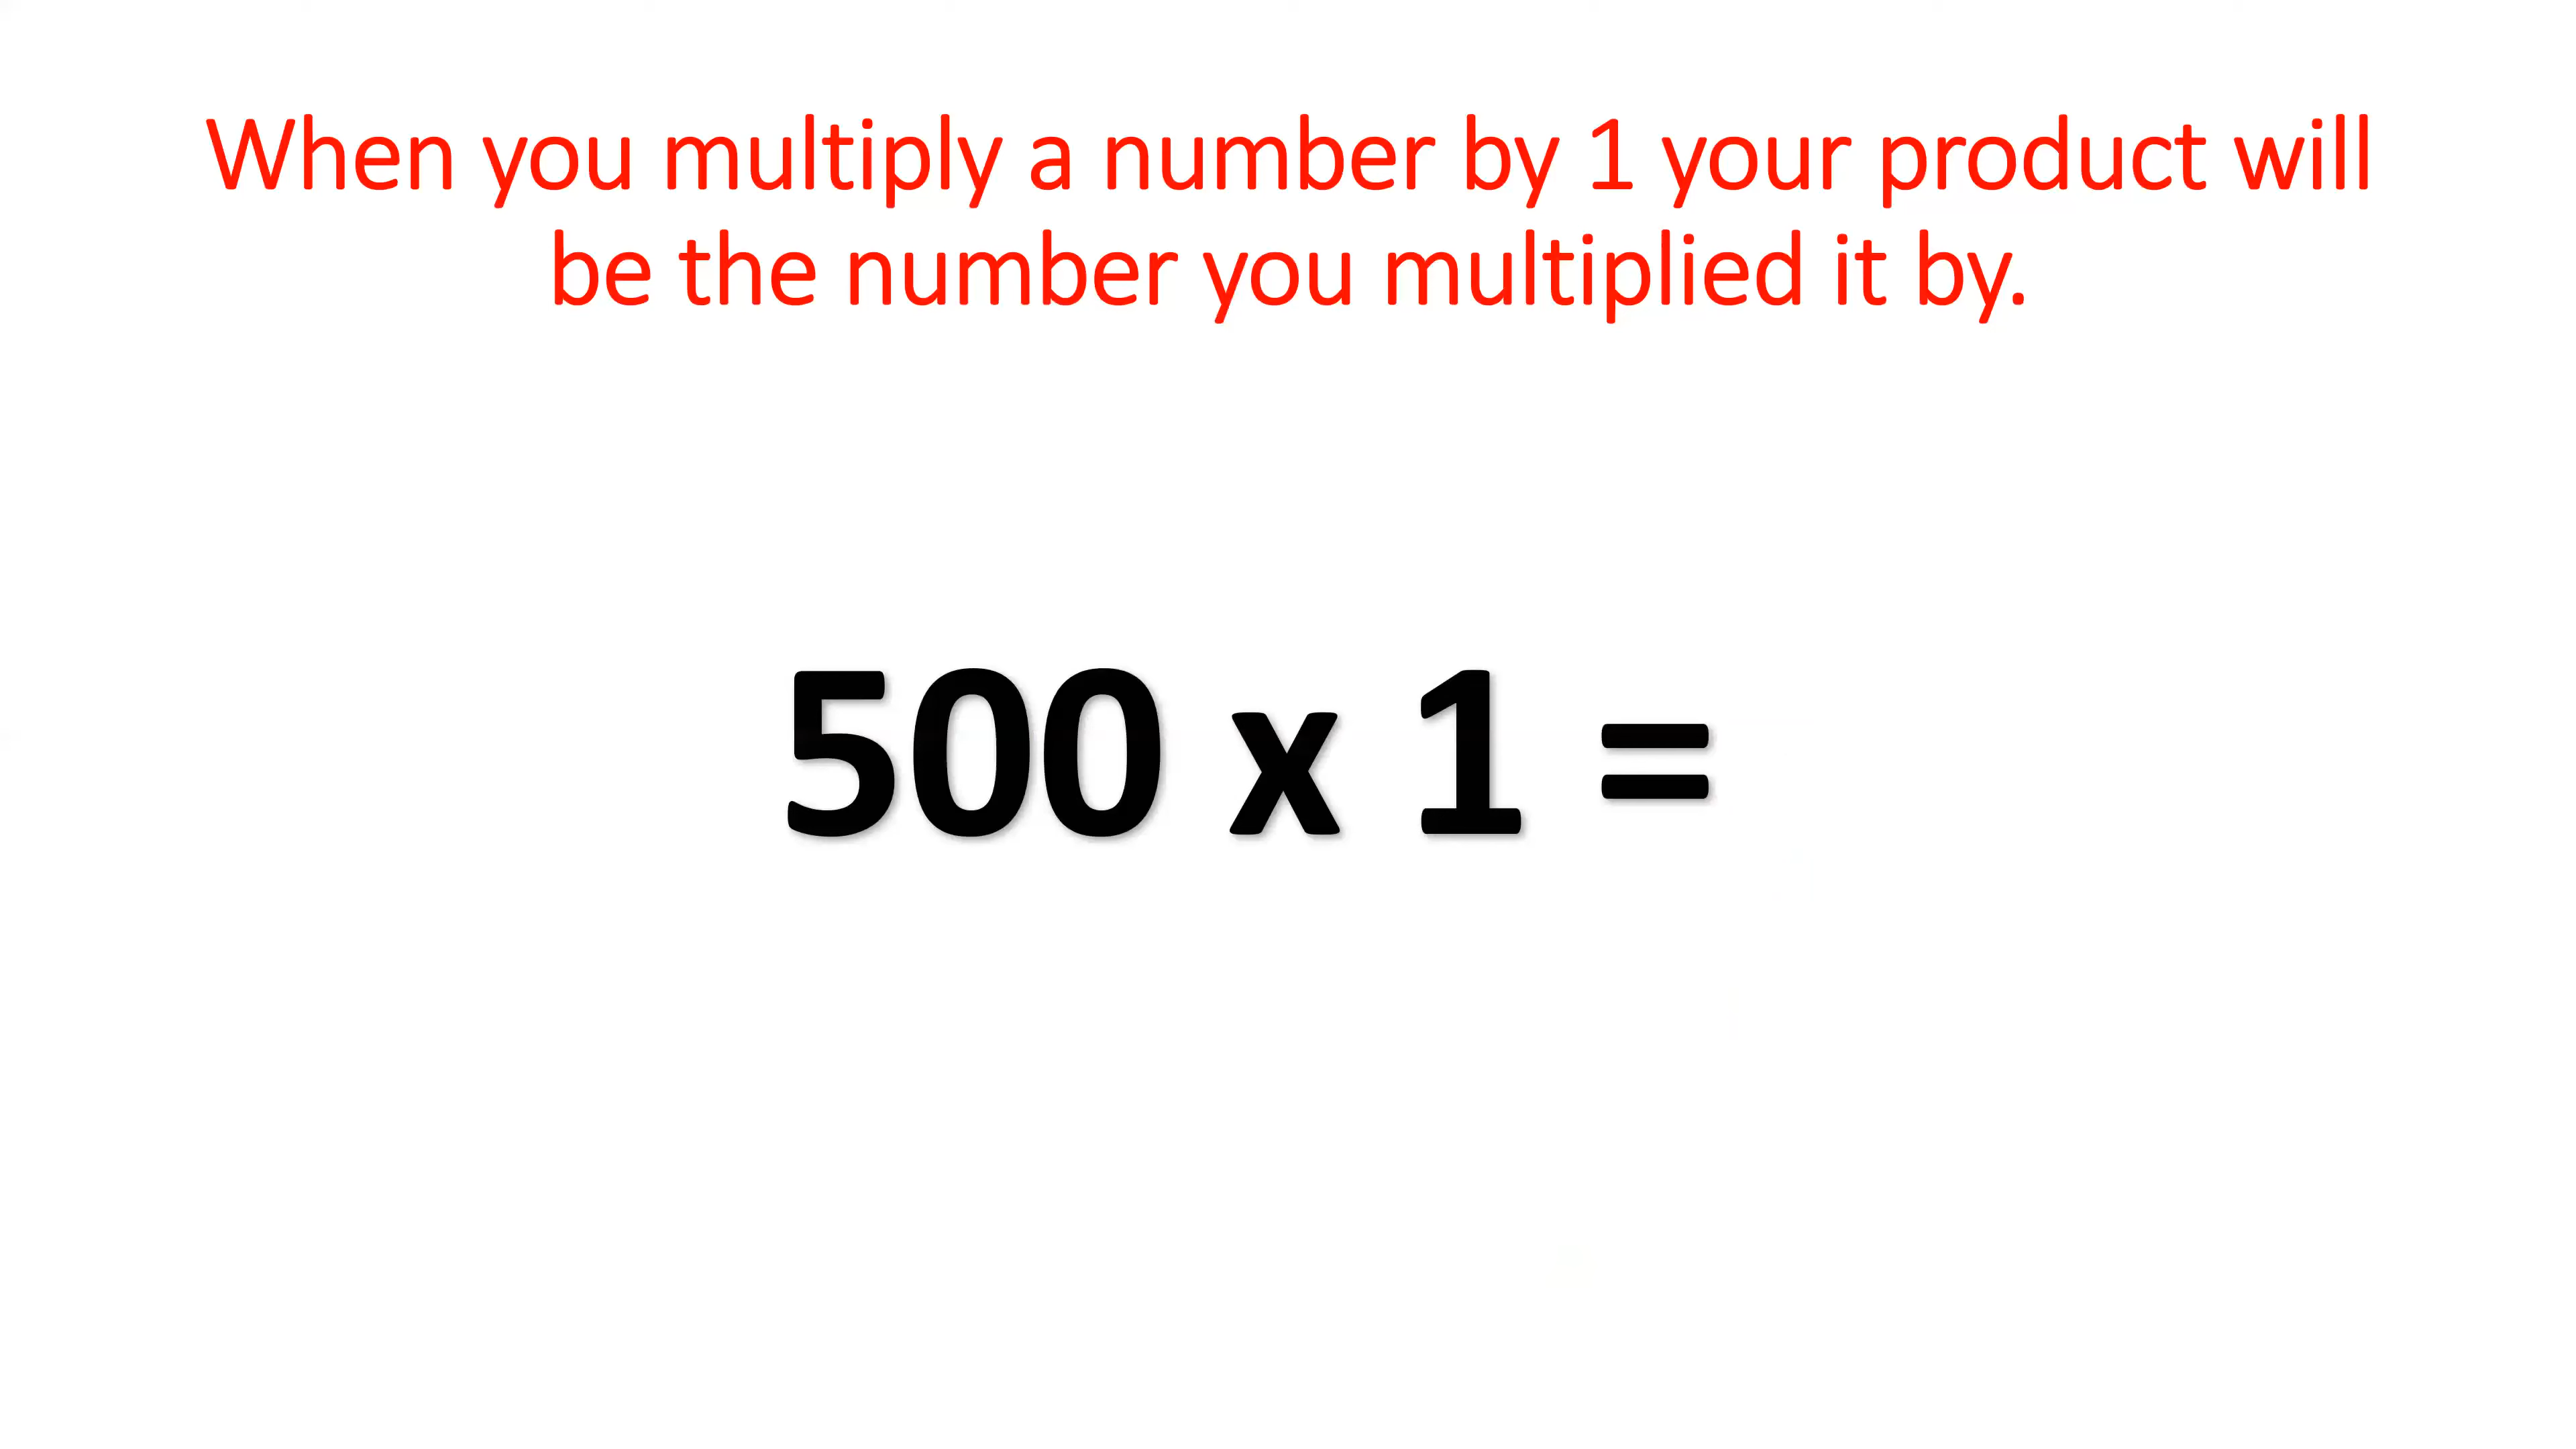 When you multiply a number by 1 your product will
be the number you multiplied it by.
500 x 1 =